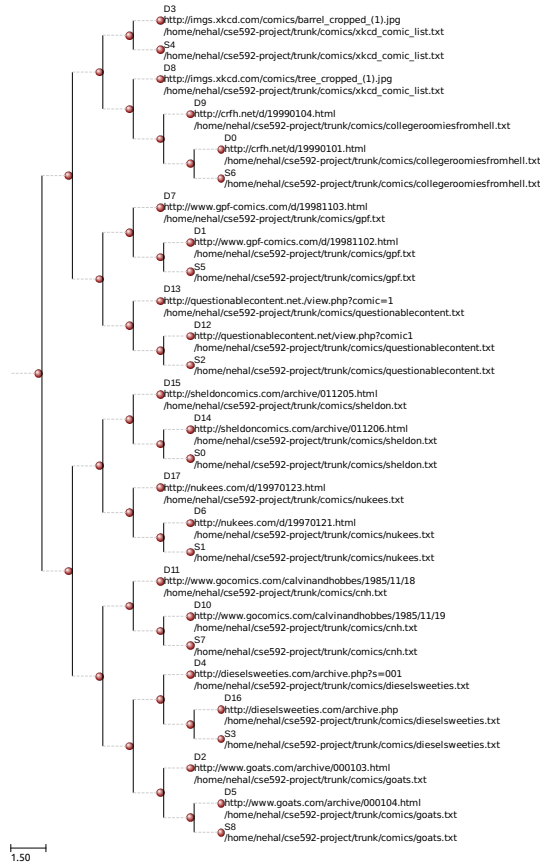 D3
http://imgs.xkcd.com/comics/barrel_cropped_(1).jpg
/home/nehal/cse592-project/trunk/comics/xkcd_comic_list.txt
S4
/home/nehal/cse592-project/trunk/comics/xkcd_comic_list.txt
D8
http://imgs.xkcd.com/comics/tree_cropped_(1).jpg
/home/nehal/cse592-project/trunk/comics/xkcd_comic_list.txt
D9
http://crfh.net/d/19990104.html
/home/nehal/cse592-project/trunk/comics/collegeroomiesfromhell.txt
D0
http://crfh.net/d/19990101.html
/home/nehal/cse592-project/trunk/comics/collegeroomiesfromhell.txt
S6
/home/nehal/cse592-project/trunk/comics/collegeroomiesfromhell.txt
D7
http://www.gpf-comics.com/d/19981103.html
/home/nehal/cse592-project/trunk/comics/gpf.txt
D1
http://www.gpf-comics.com/d/19981102.html
/home/nehal/cse592-project/trunk/comics/gpf.txt
S5
/home/nehal/cse592-project/trunk/comics/gpf.txt
D13
http://questionablecontent.net./view.php?comic=1
/home/nehal/cse592-project/trunk/comics/questionablecontent.txt
D12
http://questionablecontent.net/view.php?comic1
/home/nehal/cse592-project/trunk/comics/questionablecontent.txt
S2
/home/nehal/cse592-project/trunk/comics/questionablecontent.txt
D15
http://sheldoncomics.com/archive/011205.html
/home/nehal/cse592-project/trunk/comics/sheldon.txt
D14
http://sheldoncomics.com/archive/011206.html
/home/nehal/cse592-project/trunk/comics/sheldon.txt
S0
/home/nehal/cse592-project/trunk/comics/sheldon.txt
D17
http://nukees.com/d/19970123.html
/home/nehal/cse592-project/trunk/comics/nukees.txt
D6
http://nukees.com/d/19970121.html
/home/nehal/cse592-project/trunk/comics/nukees.txt
S1
/home/nehal/cse592-project/trunk/comics/nukees.txt
D11
http://www.gocomics.com/calvinandhobbes/1985/11/18
/home/nehal/cse592-project/trunk/comics/cnh.txt
D10
http://www.gocomics.com/calvinandhobbes/1985/11/19
/home/nehal/cse592-project/trunk/comics/cnh.txt
S7
/home/nehal/cse592-project/trunk/comics/cnh.txt
D4
http://dieselsweeties.com/archive.php?s=001
/home/nehal/cse592-project/trunk/comics/dieselsweeties.txt
D16
http://dieselsweeties.com/archive.php
/home/nehal/cse592-project/trunk/comics/dieselsweeties.txt
S3
/home/nehal/cse592-project/trunk/comics/dieselsweeties.txt
D2
http://www.goats.com/archive/000103.html
/home/nehal/cse592-project/trunk/comics/goats.txt
D5
http://www.goats.com/archive/000104.html
/home/nehal/cse592-project/trunk/comics/goats.txt
S8
/home/nehal/cse592-project/trunk/comics/goats.txt
1.50